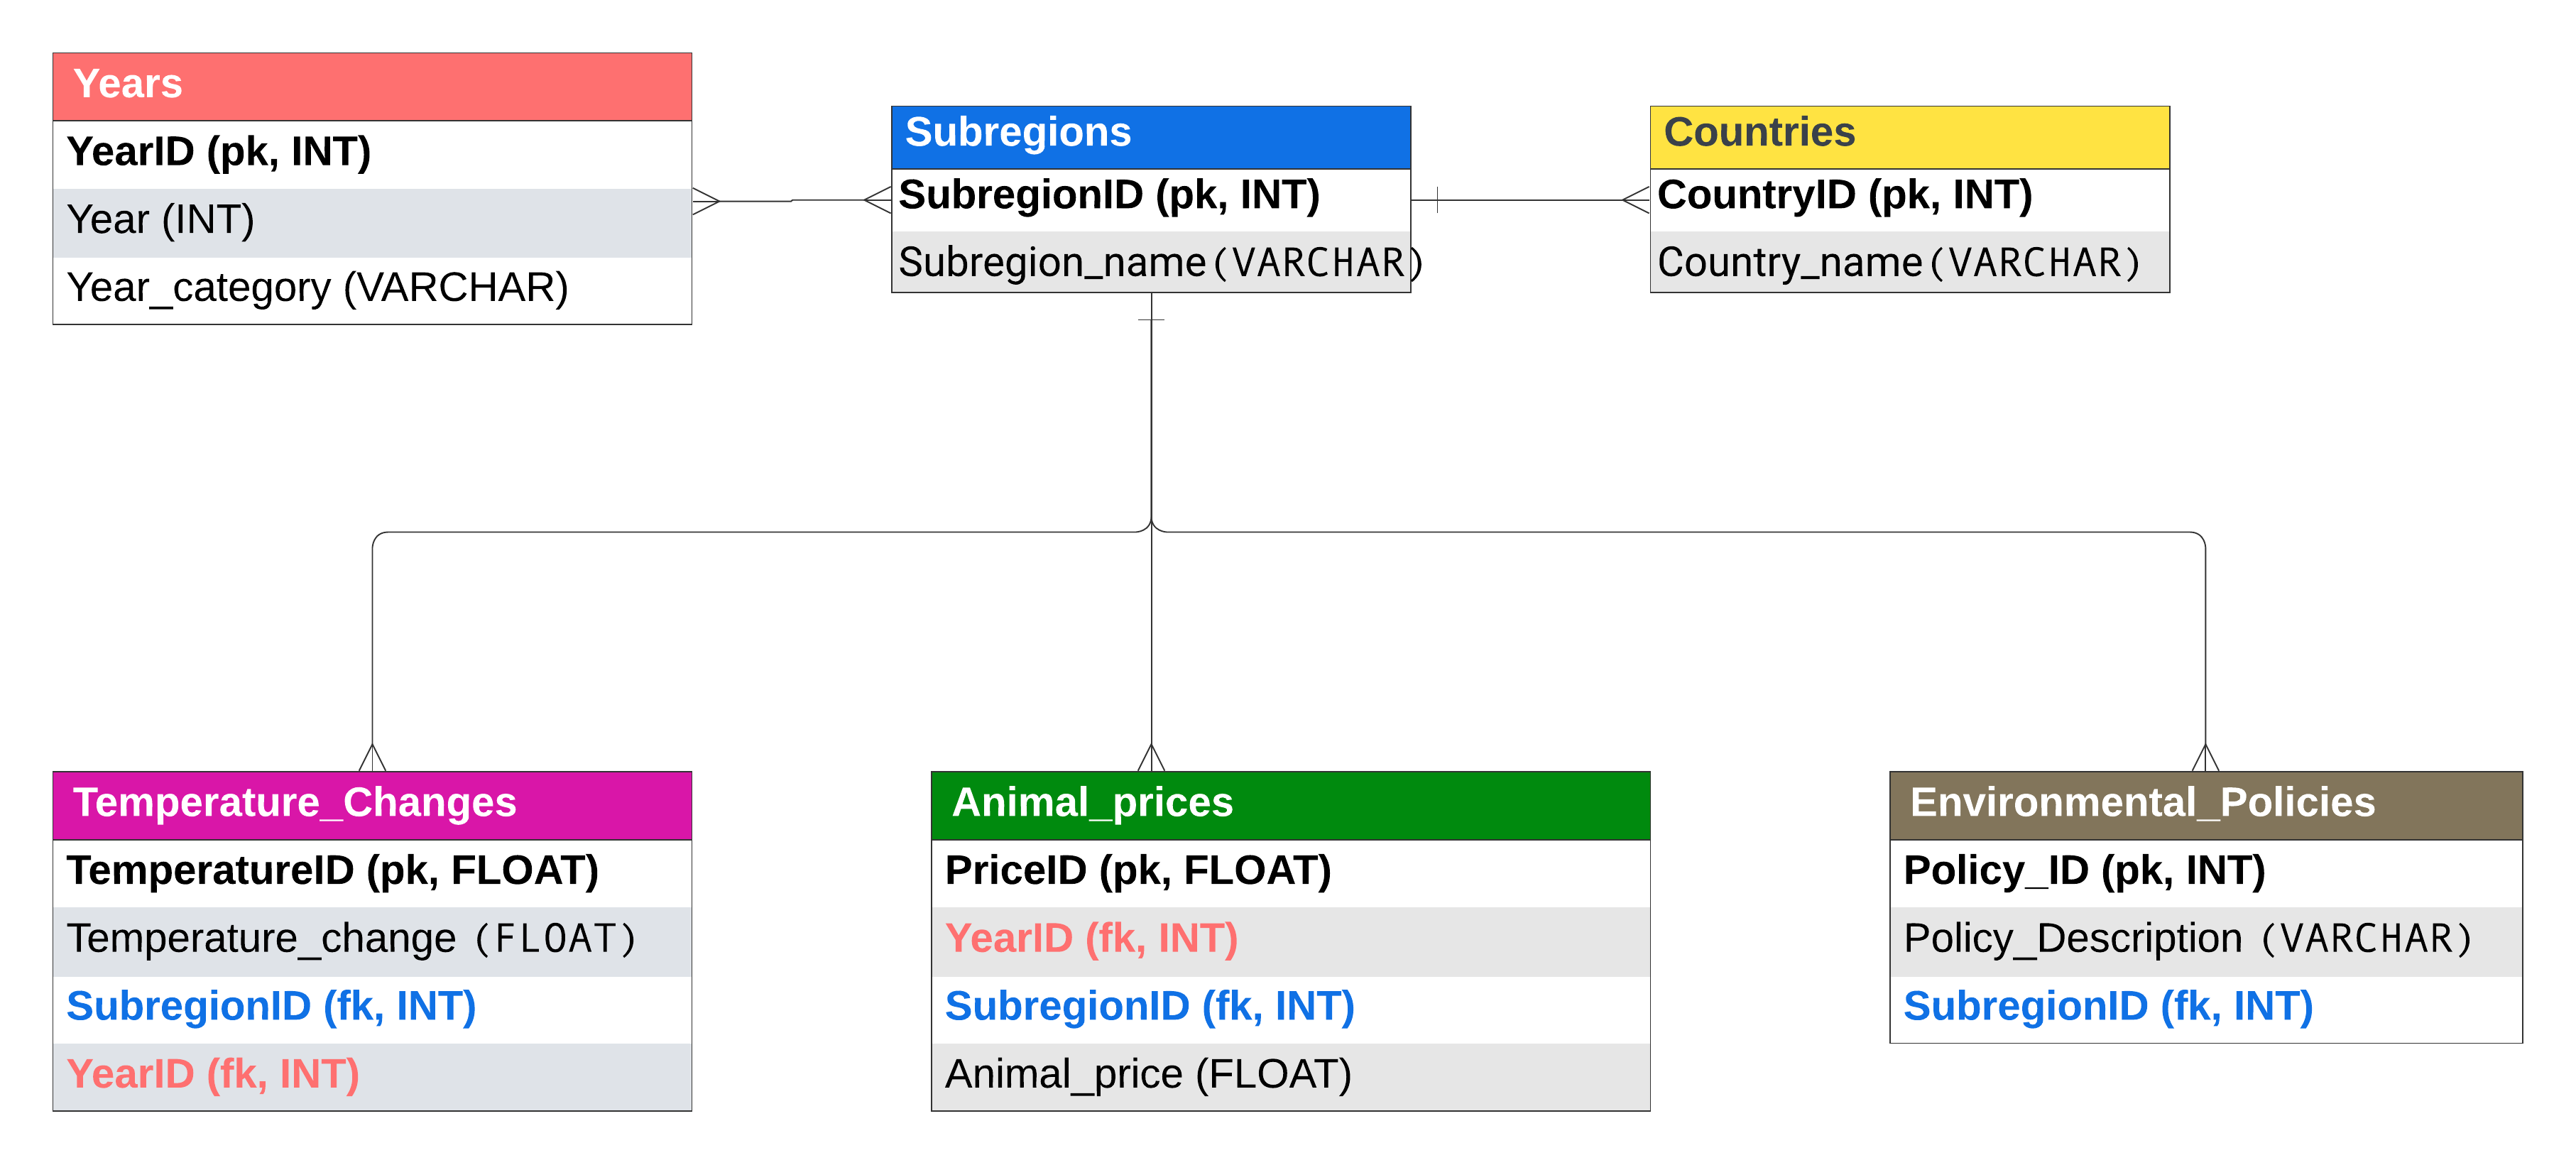 Years
YearID (pk, INT)
Year (INT)
Year_category (VARCHAR)
Subregions
SubregionID (pk, INT)
Subregion_name(VARCHAR)
Countries
CountryID (pk, INT)
Country_name(VARCHAR)
Temperature_Changes
TemperatureID (pk, FLOAT)
Temperature_change (FLOAT)
SubregionID (fk, INT)
YearID (fk, INT)
Animal_prices
PriceID (pk, FLOAT)
YearID (fk, INT)
SubregionID (fk, INT)
Animal_price (FLOAT)
Environmental_Policies
Policy_ID (pk, INT)
Policy_Description (VARCHAR)
SubregionID (fk, INT)